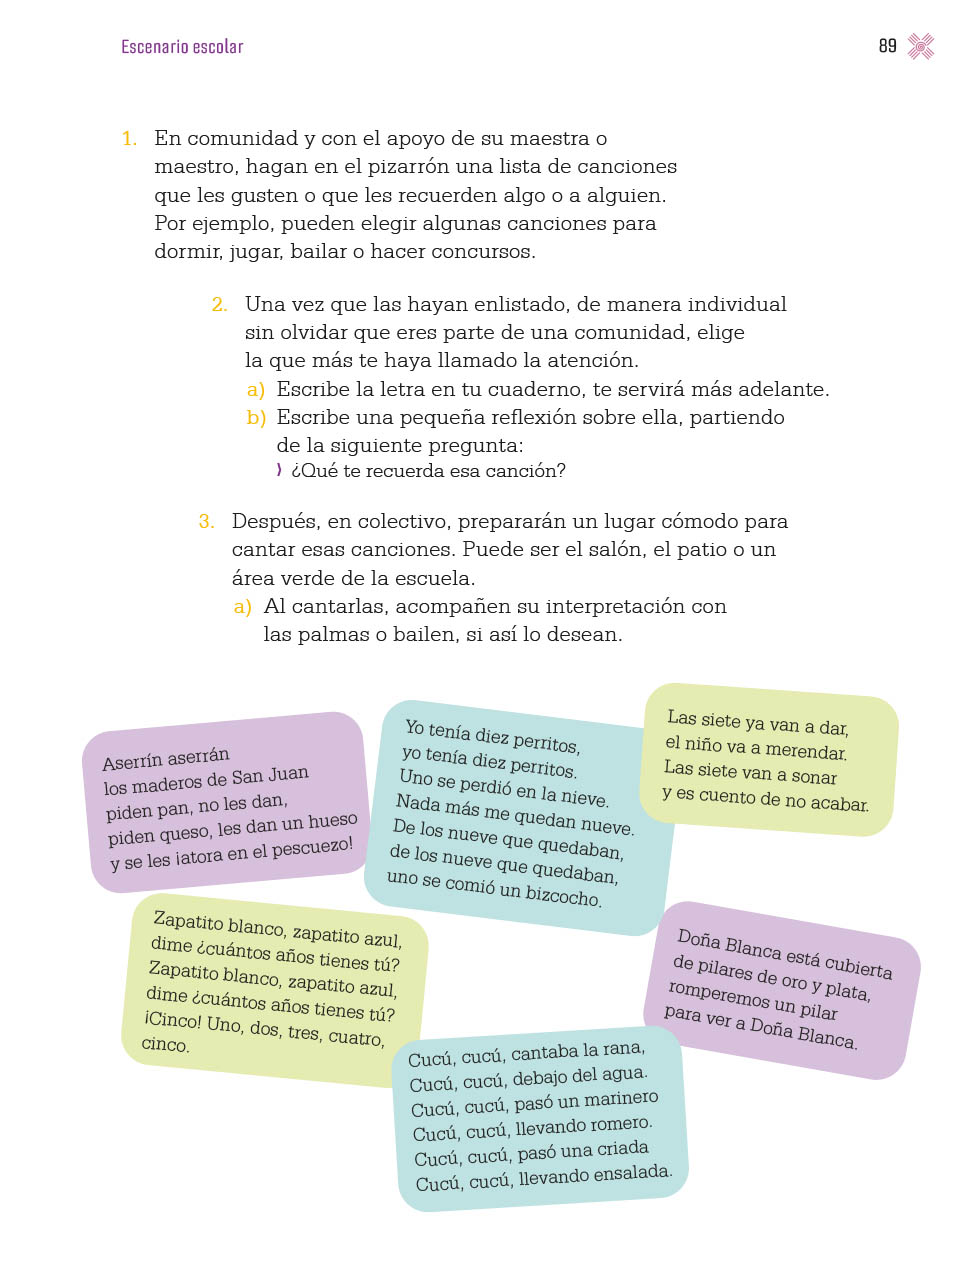 Escenario escolar
89
1. En comunidad y con el apoyo de su maestra o
maestro, hagan en el pizarrón una lista de canciones
que les gusten o que les recuerden algo o a alguien.
Por ejemplo, pueden elegir algunas canciones para
dormir, jugar, bailar o hacer concursos.
2. Una vez que las hayan enlistado, de manera individual
sin olvidar que eres parte de una comunidad, elige
la que más te haya llamado la atención.
a) Escribe la letra en tu cuaderno, te servirá más adelante.
b) Escribe una pequeña reflexión sobre ella, partiendo
de la siguiente pregunta:
⟩ ¿Qué te recuerda esa canción?
3. Después, en colectivo, prepararán un lugar cómodo para
cantar esas canciones. Puede ser el salón, el patio o un
área verde de la escuela.
a) Al cantarlas, acompañen su interpretación con
las palmas o bailen, si así lo desean.
Aserrín aserrán
los maderos de San Juan
piden pan, no les dan,
piden queso, les dan un hueso
y se les ¡atora en el pescuezo!
Yo tenía diez perritos,
yo tenía diez perritos.
Uno se perdió en la nieve.
Nada más me quedan nueve.
De los nueve que quedaban,
de los nueve que quedaban,
uno se comió un bizcocho.
Las siete ya van a dar,
el niño va a merendar.
Las siete van a sonar
y es cuento de no acabar.
Zapatito blanco, zapatito azul,
dime ¿cuántos años tienes tú?
Zapatito blanco, zapatito azul,
dime ¿cuántos años tienes tú?
¡Cinco! Uno, dos, tres, cuatro,
cinco.
Doña Blanca está cubierta
de pilares de oro y plata,
romperemos un pilar
para ver a Doña Blanca.
Cucú, cucú, cantaba la rana,
Cucú, cucú, debajo del agua.
Cucú, cucú, pasó un marinero
Cucú, cucú, llevando romero.
Cucú, cucú, pasó una criada
Cucú, cucú, llevando ensalada.